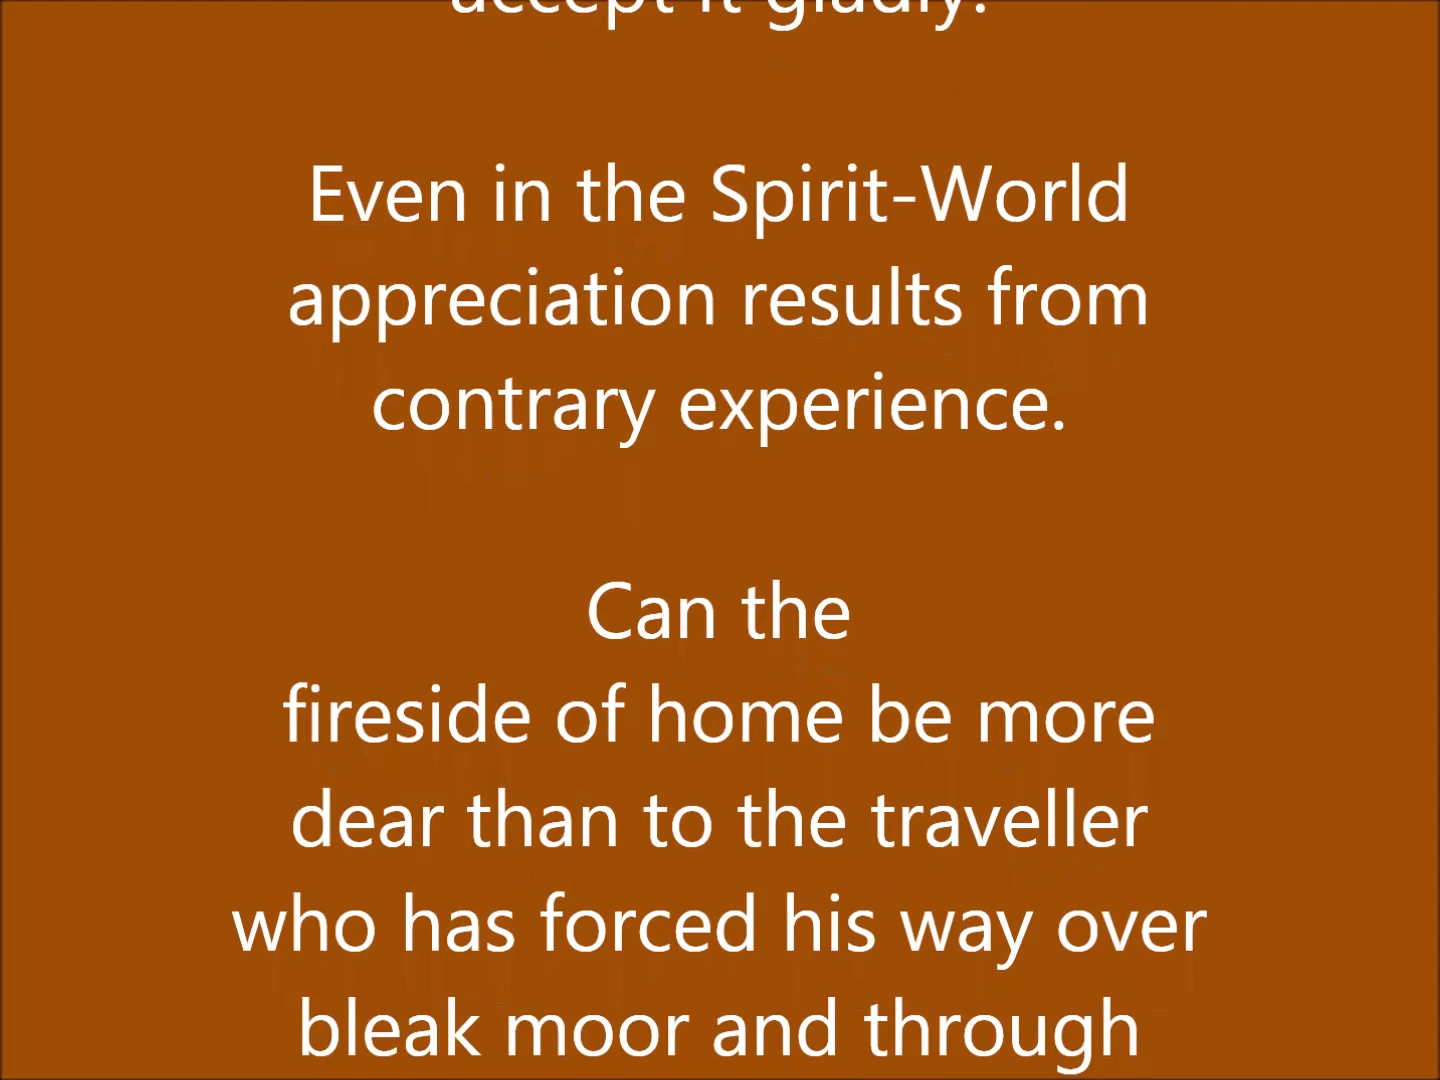 accept it gladly.
Even in the Spirit-World
appreciation results from
contrary experience.
Can the
fireside of home be more
dear than to the traveller
who has forced his way over
bleak moor and through